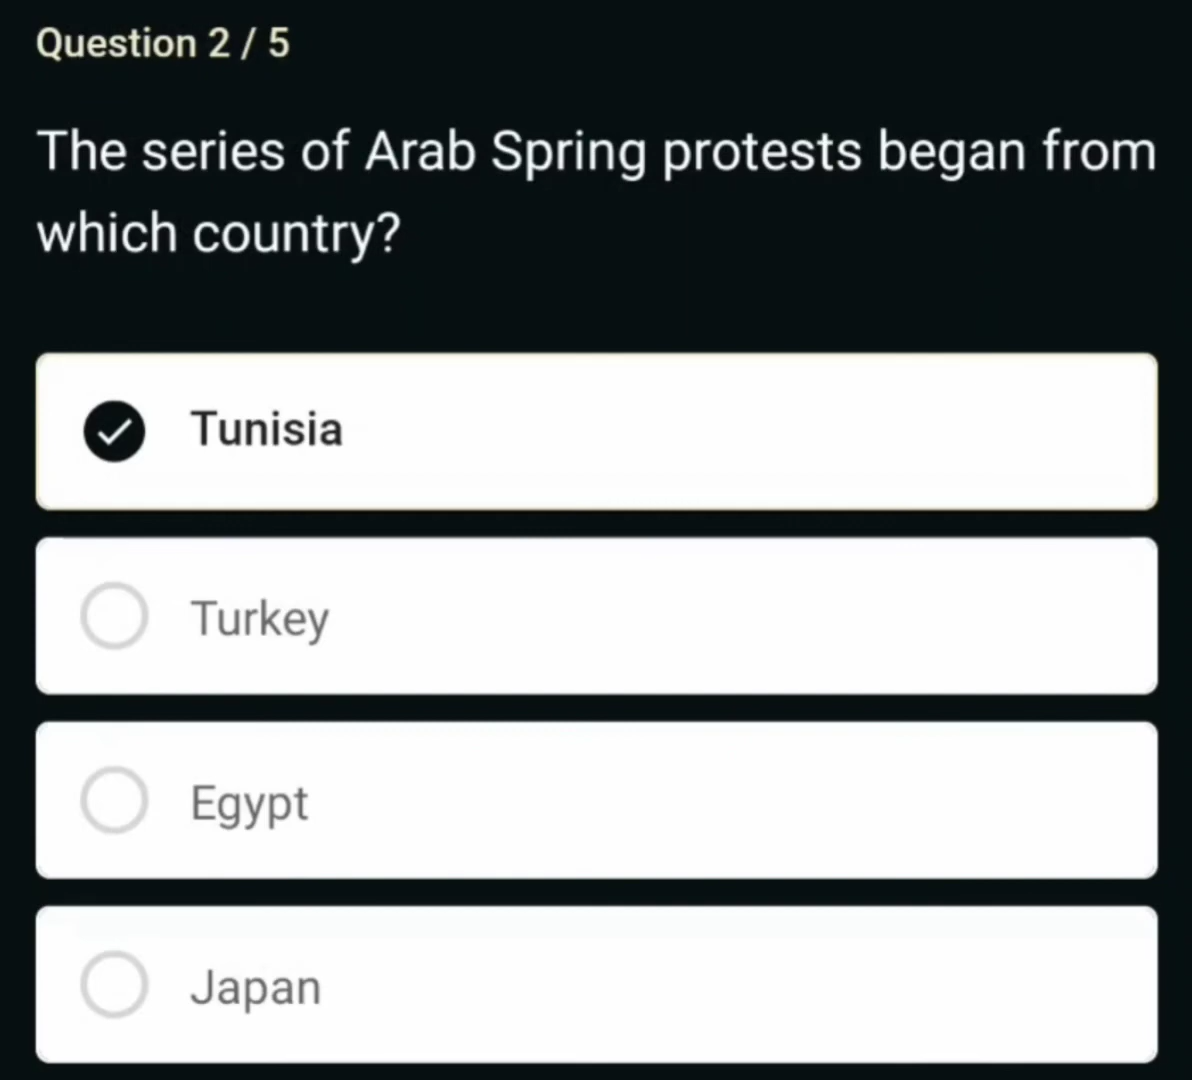 Question 2 / 5
The series of Arab Spring protests began from
which country?
Tunisia
Turkey
Egypt
Japan